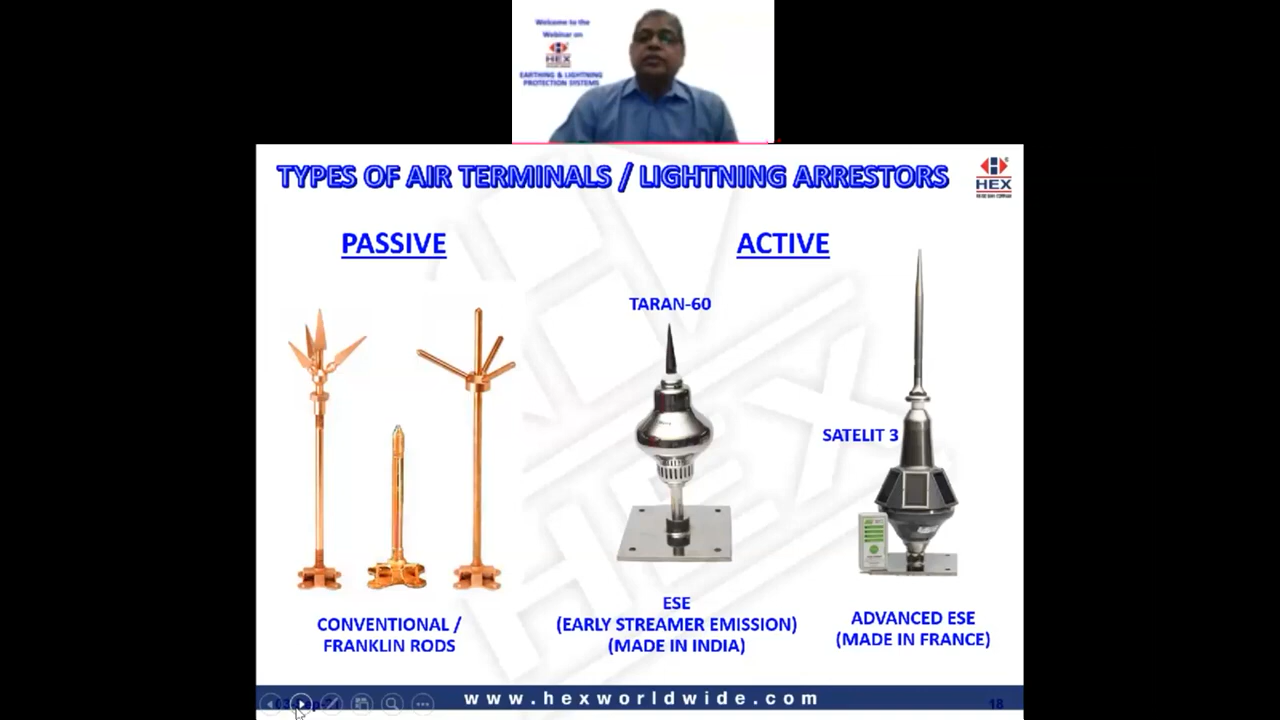 Welcome to the
Webinar on
HEX
EARTHING & LIGHTNING
PROTECTION SYSTEMS
TYPES OF AIR TERMINALS / LIGHTNING ARRESTORS
HEX
PASSIVE
ACTIVE
TARAN-60
SATELIT 3
CONVENTIONAL /
FRANKLIN RODS
ESE
(EARLY STREAMER EMISSION)
(MADE IN INDIA)
ADVANCED ESE
(MADE IN FRANCE)
www.hexworldwide.com
18